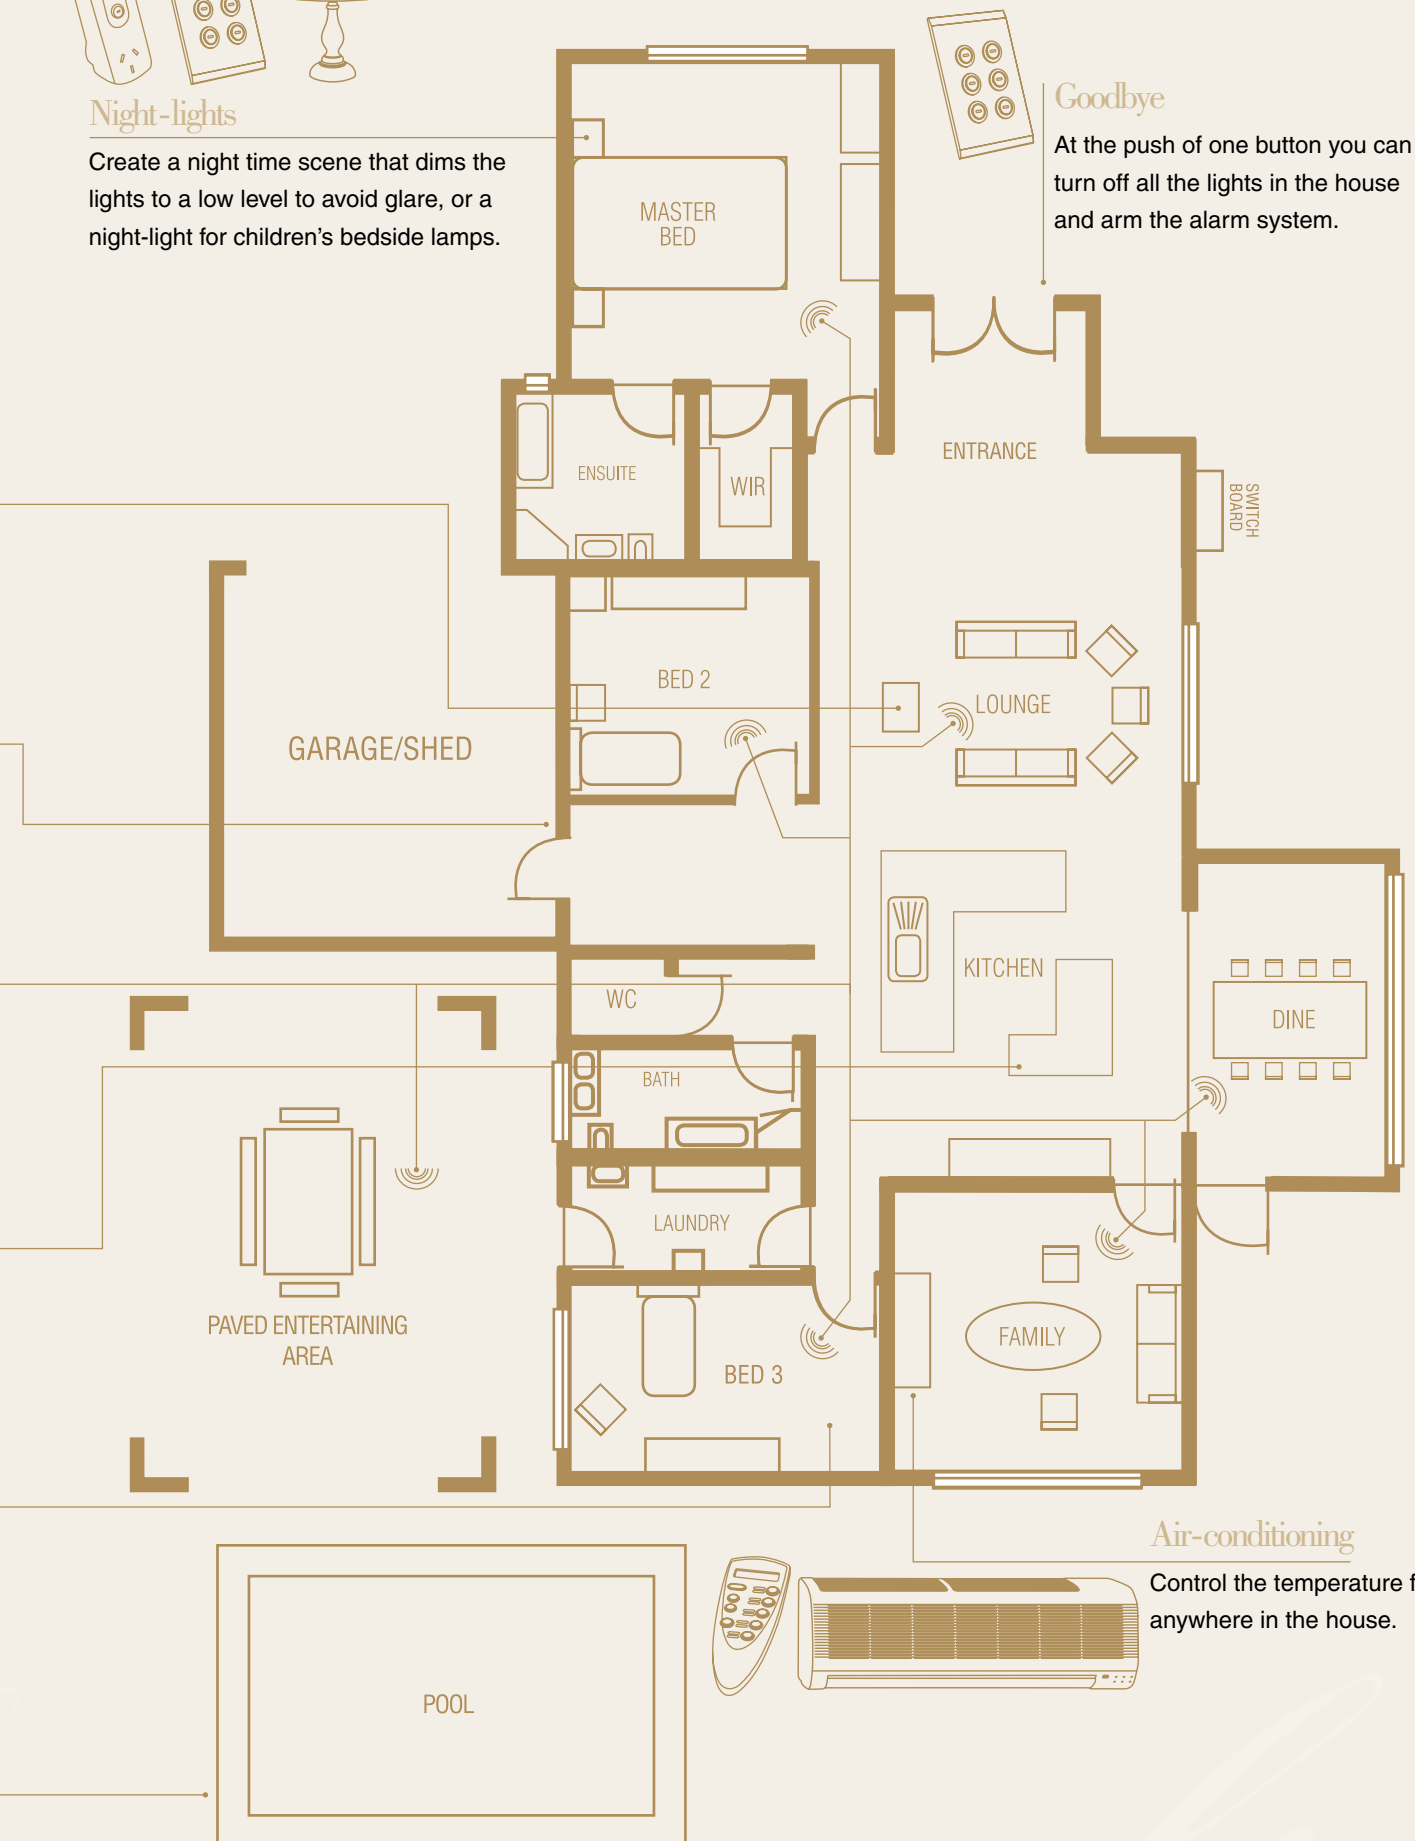 Night-lights
Create a night time scene that dims the
lights to a low level to avoid glare, or a
night-light for children’s bedside lamps.
Goodbye
At the push of one button you can
turn off all the lights in the house
and arm the alarm system.
MASTER
BED
ENTRANCE
ENSUITE
WIR
SWITCH
BOARD
BED 2
LOUNGE
GARAGE/SHED
KITCHEN
WC
DINE
BATH
LAUNDRY
PAVED ENTERTAINING
AREA
FAMILY
BED 3
Air-conditioning
Control the temperature f
anywhere in the house.
POOL